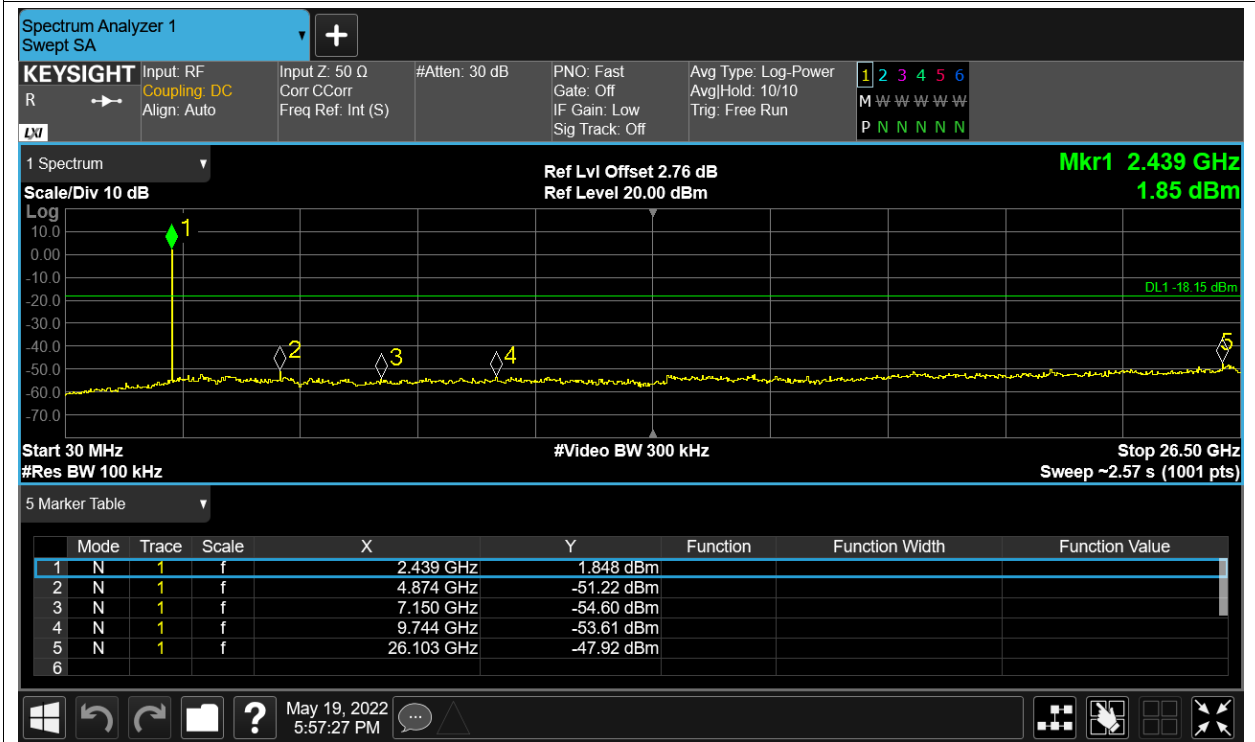 Spectrum Analyzer 1
Swept SA
+
KEYSIGHT Input: RF Input Z: 50 Ω #Atten: 30 dB PNO: Fast Avg Type: Log-Power 1 2 3 4 5 6
R Coupling: DC Corr CCorr Gate: Off Avg|Hold: 10/10 M W W W W W
Align: Auto Freq Ref: Int (S) IF Gain: Low Trig: Free Run
LXI Sig Track: Off P N N N N N
1 Spectrum Ref Lvl Offset 2.76 dB Mkr1 2.439 GHz
Scale/Div 10 dB Ref Level 20.00 dBm 1.85 dBm
Log
10.0 1
0.00
-10.0
DL1 -18.15 dBm
-20.0
-30.0
-40.0 2 3 4 5
-50.0
-60.0
-70.0
Start 30 MHz #Video BW 300 kHz Stop 26.50 GHz
#Res BW 100 kHz Sweep ~2.57 s (1001 pts)
5 Marker Table
Mode Trace Scale X Y Function Function Width Function Value
1 N 1 f 2.439 GHz 1.848 dBm
2 N 1 f 4.874 GHz -51.22 dBm
3 N 1 f 7.150 GHz -54.60 dBm
4 N 1 f 9.744 GHz -53.61 dBm
5 N 1 f 26.103 GHz -47.92 dBm
6
? May 19, 2022
5:57:27 PM